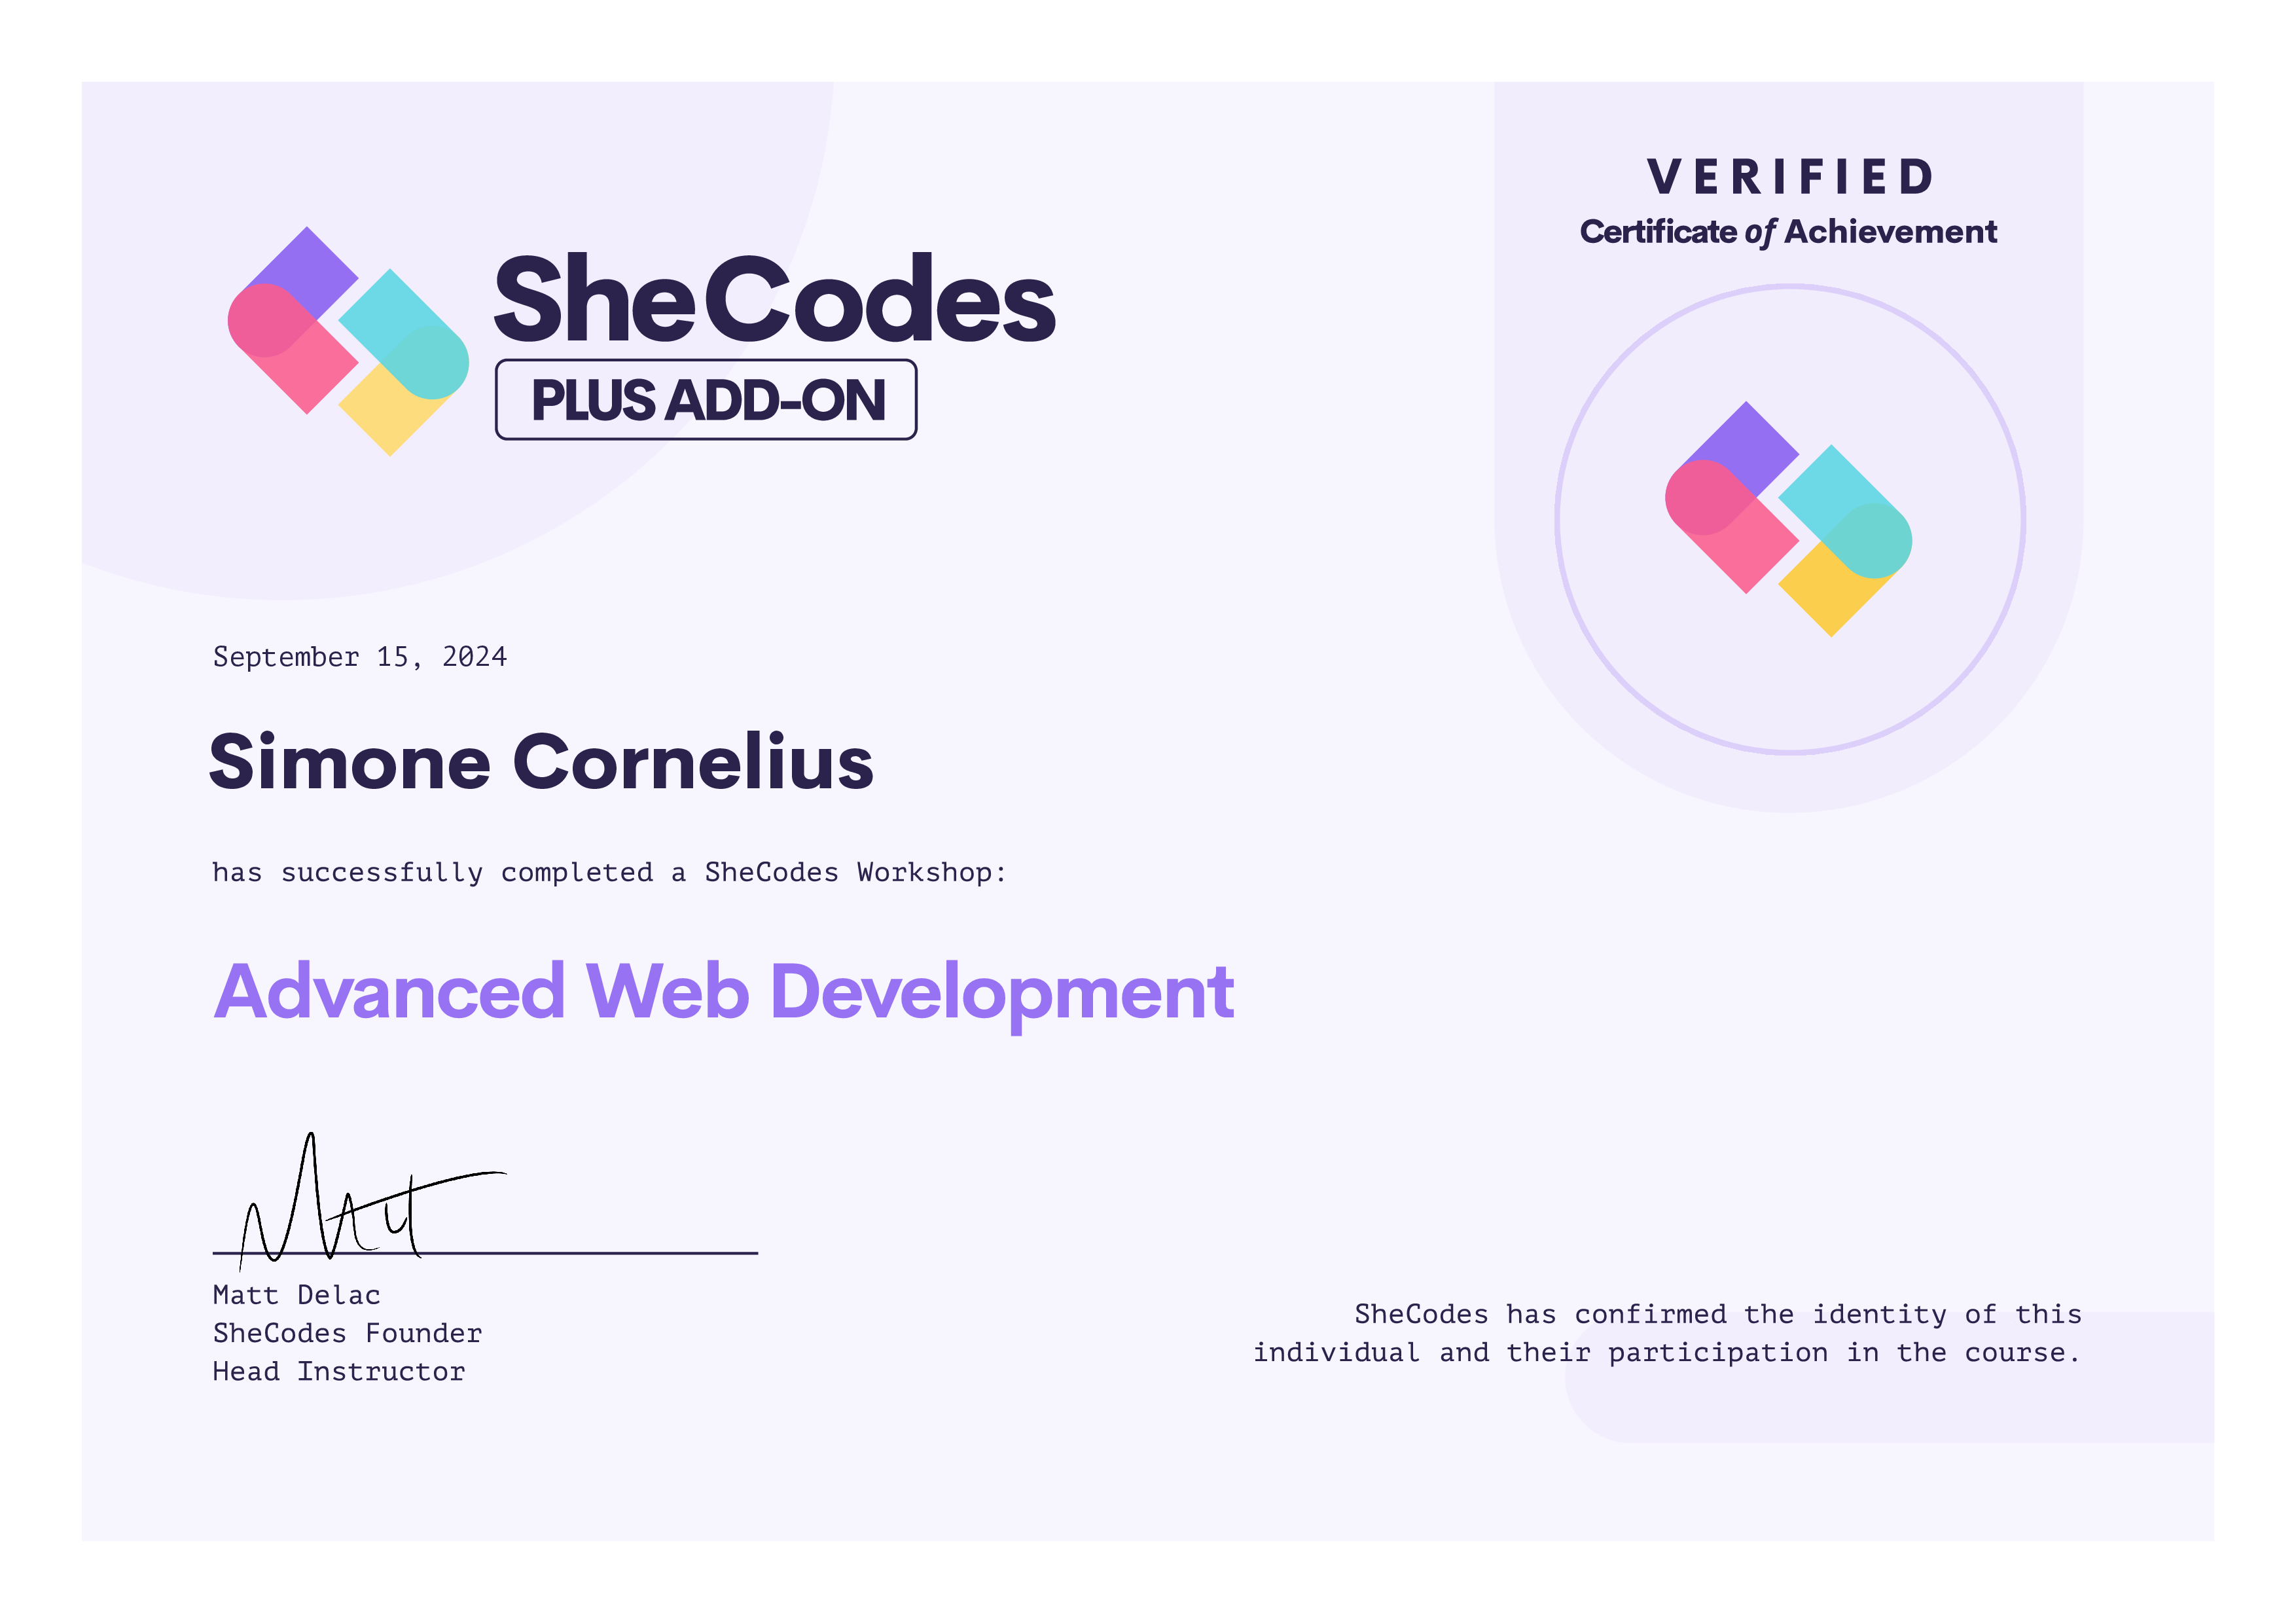 VERIFIED
Certificate of Achievement
SheCodes
PLUS ADD-ON
September 15, 2024
Simone Cornelius
has successfully completed a SheCodes Workshop:
Advanced Web Development
Matt
Matt Delac
SheCodes Founder
Head Instructor
SheCodes has confirmed the identity of this
individual and their participation in the course.